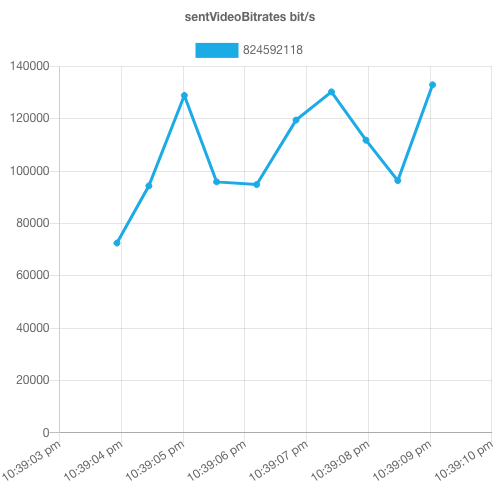 sentVideoBitrates bit/s
824592118
140000
120000
100000
80000
60000
40000
20000
0
10:39:03 pm
10:39:04 pm
10:39:05 pm
10:39:06 pm
10:39:07 pm
10:39:08 pm
10:39:09 pm
10:39:10 pm